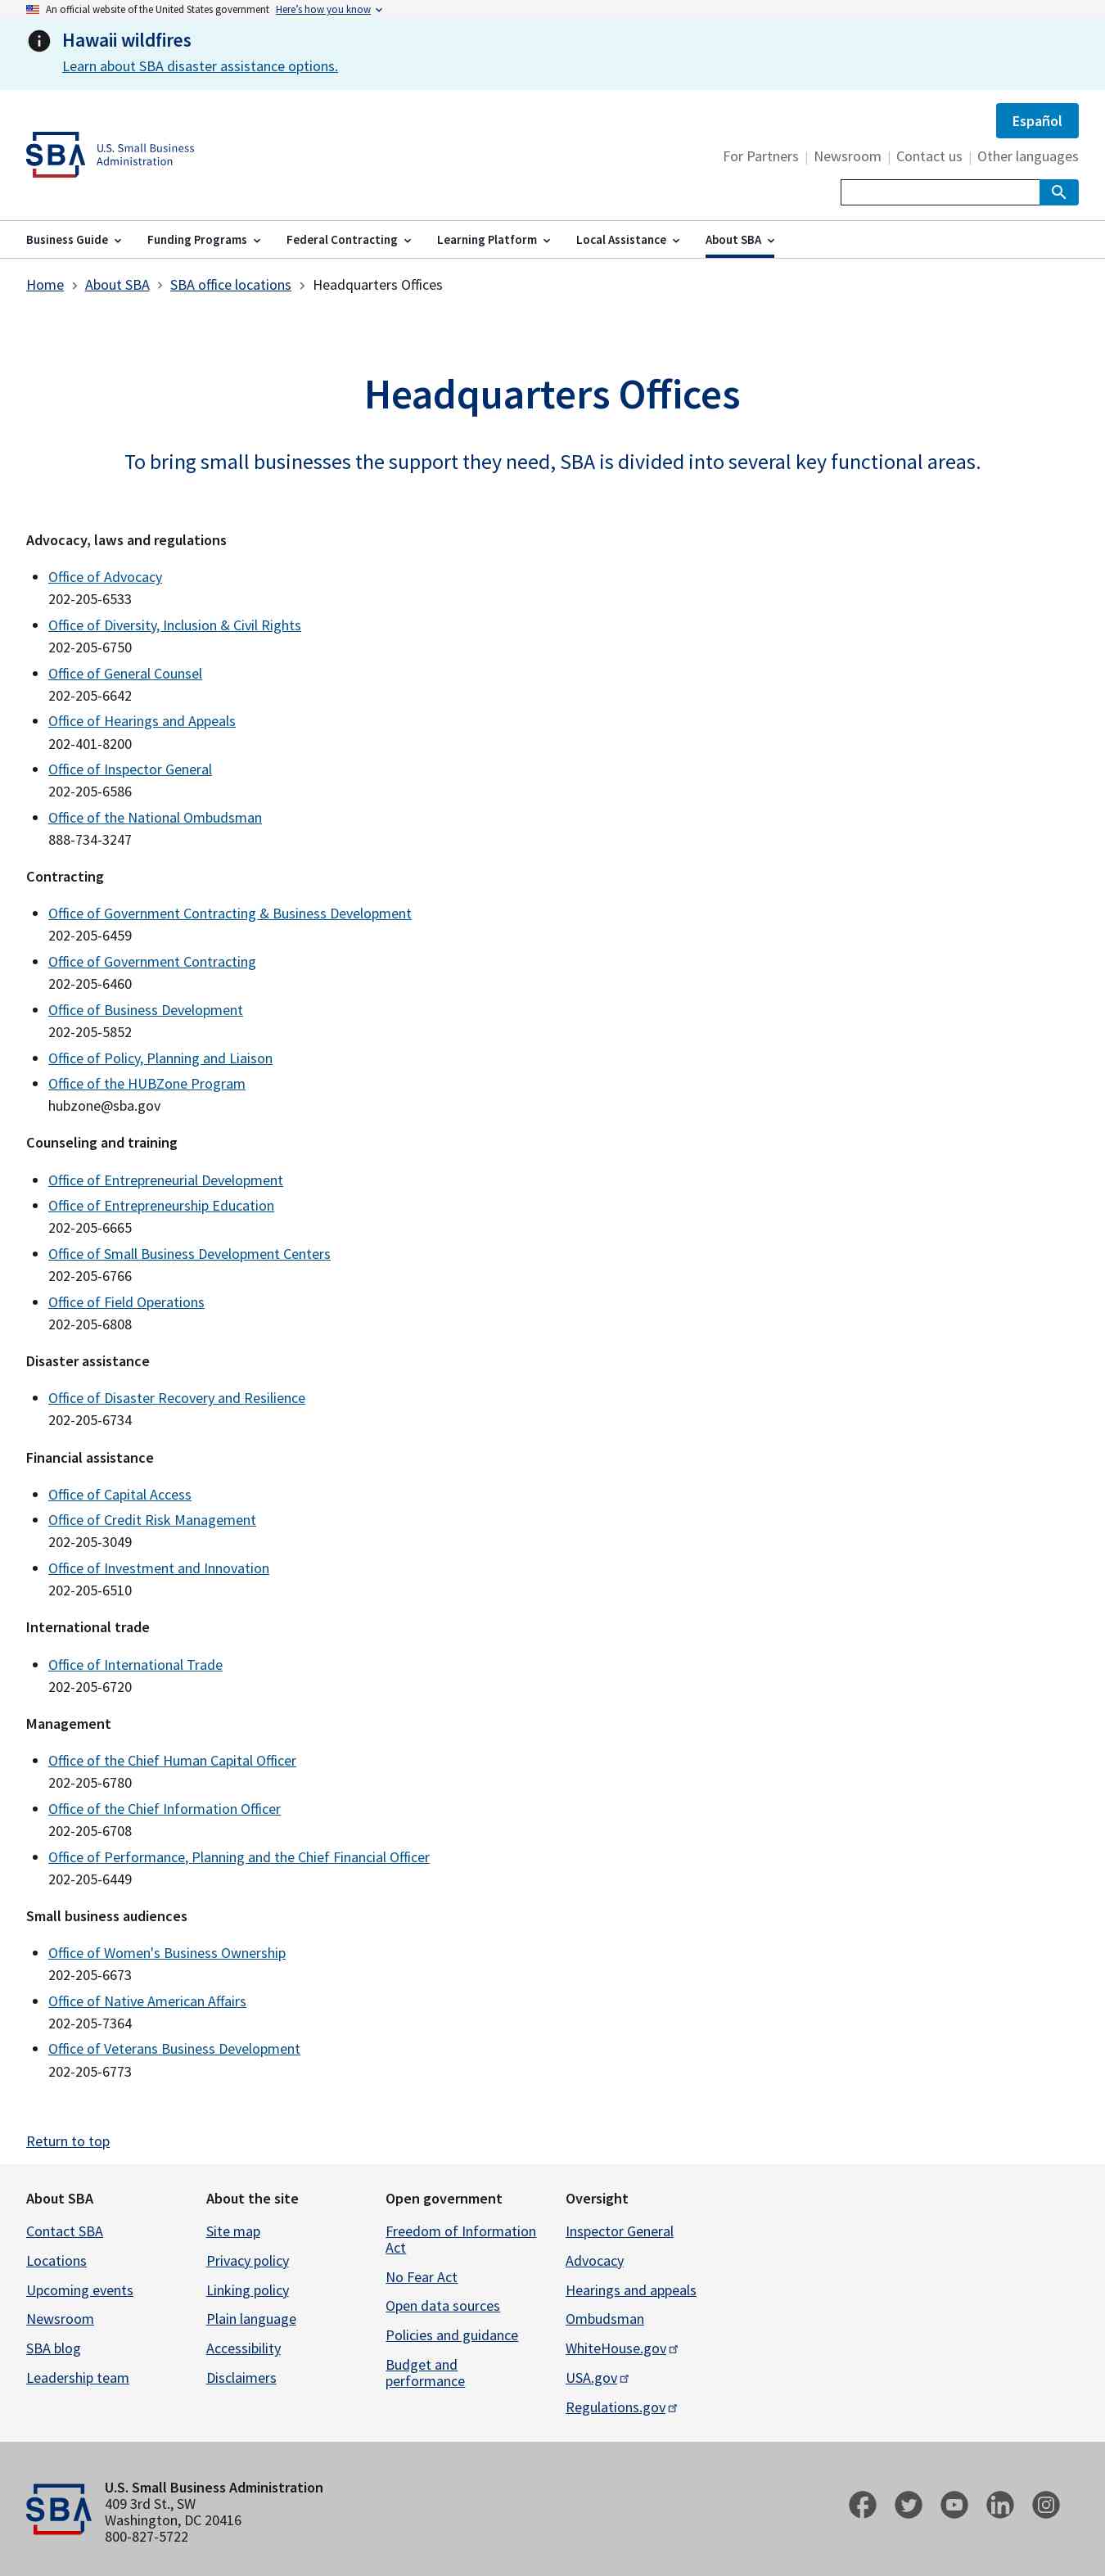 An official website of the United States government Here's how you know
Hawaii wildfires
Learn about SBA disaster assistance options.
Español
SBA U.S. Small Business
Administration
For Partners | Newsroom | Contact us | Other languages
Business Guide Funding Programs Federal Contracting Learning Platform Local Assistance About SBA
Home About SBA SBA office locations Headquarters Offices
Headquarters Offices
To bring small businesses the support they need, SBA is divided into several key functional areas.
Advocacy, laws and regulations
• Office of Advocacy
202-205-6533
• Office of Diversity, Inclusion & Civil Rights
202-205-6750
• Office of General Counsel
202-205-6642
• Office of Hearings and Appeals
202-401-8200
• Office of Inspector General
202-205-6586
• Office of the National Ombudsman
888-734-3247
Contracting
• Office of Government Contracting & Business Development
202-205-6459
• Office of Government Contracting
202-205-6460
• Office of Business Development
202-205-5852
• Office of Policy, Planning and Liaison
• Office of the HUBZone Program
hubzone@sba.gov
Counseling and training
• Office of Entrepreneurial Development
• Office of Entrepreneurship Education
202-205-6665
• Office of Small Business Development Centers
202-205-6766
• Office of Field Operations
202-205-6808
Disaster assistance
• Office of Disaster Recovery and Resilience
202-205-6734
Financial assistance
• Office of Capital Access
• Office of Credit Risk Management
202-205-3049
• Office of Investment and Innovation
202-205-6510
International trade
• Office of International Trade
202-205-6720
Management
• Office of the Chief Human Capital Officer
202-205-6780
• Office of the Chief Information Officer
202-205-6708
• Office of Performance, Planning and the Chief Financial Officer
202-205-6449
Small business audiences
• Office of Women's Business Ownership
202-205-6673
• Office of Native American Affairs
202-205-7364
• Office of Veterans Business Development
202-205-6773
Return to top
About SBA
Contact SBA
Locations
Upcoming events
Newsroom
SBA blog
Leadership team
About the site
Site map
Privacy policy
Linking policy
Plain language
Accessibility
Disclaimers
Open government
Freedom of Information
Act
No Fear Act
Open data sources
Policies and guidance
Budget and
performance
Oversight
Inspector General
Advocacy
Hearings and appeals
Ombudsman
WhiteHouse.gov
USA.gov
Regulations.gov
SBA
U.S. Small Business Administration
409 3rd St., SW
Washington, DC 20416
800-827-5722